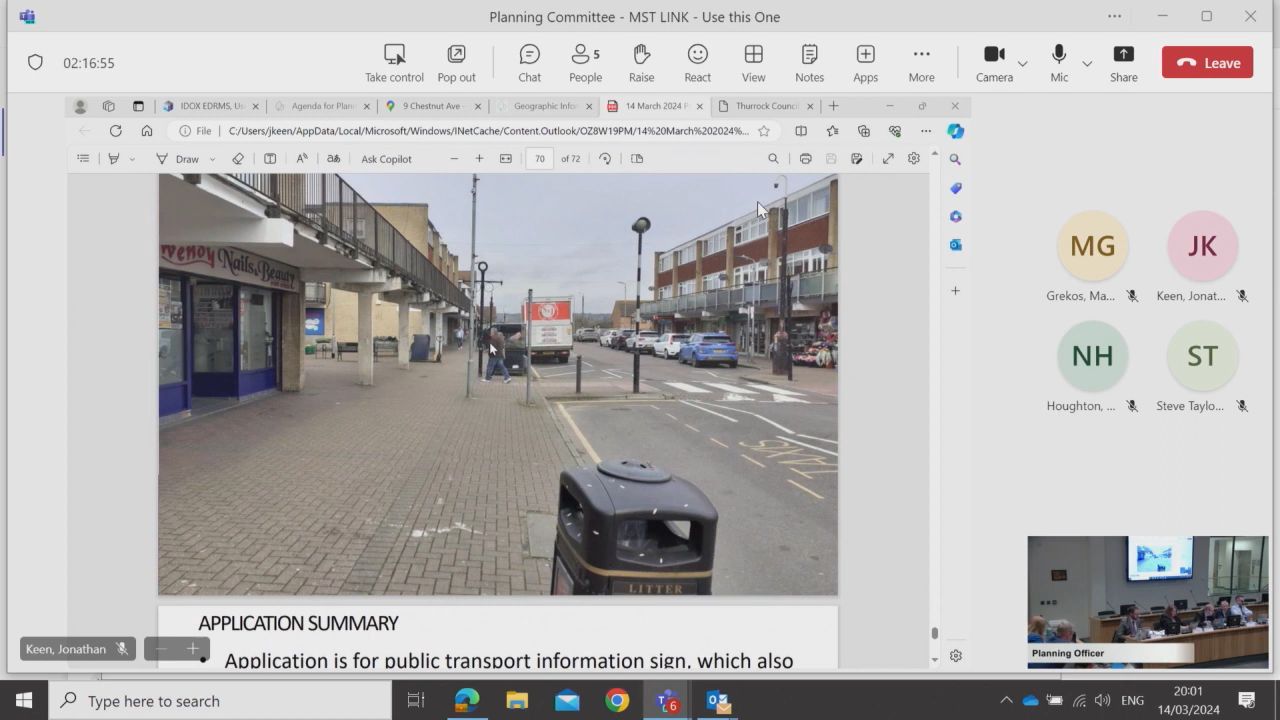 Planning Committee - MST LINK - Use this One
02:16:55
Take control
Pop out
Chat
5
People
Raise
React
View
Notes
Apps
More
Camera
Mic
Share
Leave
IDOX EDRMS, Us
Agenda for Plan
9 Chestnut Ave -
Geographic Infor
14 March 2024 P
Thurrock Counci
File
C:/Users/jkeen/AppData/Local/Microsoft/Windows/INetCache/Content.Outlook/OZ8W19PM/14%20March%202024%...
Draw
Ask Copilot
70
of 72
Wendy Nails & Beauty
TAXIS
LITTER
APPLICATION SUMMARY
• Application is for public transport information sign, which also
Keen, Jonathan
MG
JK
Grekos, Ma...
Keen, Jonat...
NH
ST
Houghton, ...
Steve Taylo...
Planning Officer
Type here to search
6
ENG
20:01
14/03/2024